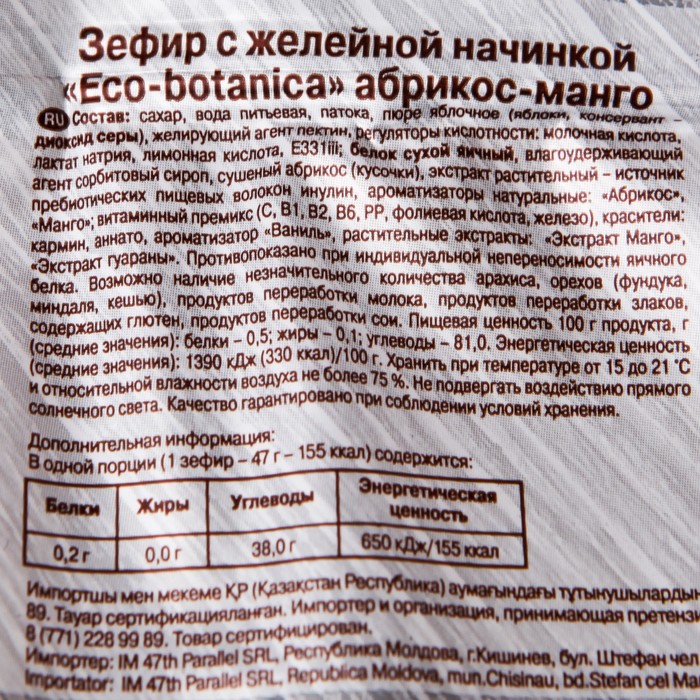 Зефир с желейной начинкой
«Eco-botanica» абрикос-манго
RU Состав: сахар, вода питьевая, патока, пюре яблочное (яблоки, консервант –
диоксид серы), желирующий агент пектин, регуляторы кислотности: молочная кислота,
лактат натрия, лимонная кислота, E331iii; белок сухой яичный, влагоудерживающий
агент сорбитовый сироп, сушеный абрикос (кусочки), экстракт растительный – источник
пребиотических пищевых волокон инулин, ароматизаторы натуральные: «Абрикос»,
«Манго»; витаминный премикс (С, В1, В2, В6, РР, фолиевая кислота, железо), красители:
кармин, аннато, ароматизатор «Ваниль», растительные экстракты: «Экстракт Манго»,
«Экстракт гуараны». Противопоказано при индивидуальной непереносимости яичного
белка. Возможно наличие незначительного количества арахиса, орехов (фундука,
миндаля, кешью), продуктов переработки молока, продуктов переработки злаков,
содержащих глютен, продуктов переработки сои. Пищевая ценность 100 г продукта, г
(средние значения): белки – 0,5; жиры – 0,1; углеводы – 81,0. Энергетическая ценность
(средние значения): 1390 кДж (330 ккал)/100 г. Хранить при температуре от 15 до 21 °С
и относительной влажности воздуха не более 75 %. Не подвергать воздействию прямого
солнечного света. Качество гарантировано при соблюдении условий хранения.
Дополнительная информация:
В одной порции (1 зефир – 47 г – 155 ккал) содержится:
Белки Жиры Углеводы Энергетическая
ценность
0,2 г 0,0 г 38,0 г 650 кДж/155 ккал
Импортшы мен мекеме ҚР (Қазақстан Республика) аумағындағы тұтынушылардың
89. Тауар сертификацияланған. Импортер и организация, принимающая претензи
8 (771) 228 99 89. Товар сертифицирован.
Импортер: IM 47th Parallel SRL, Республика Молдова, г.Кишинев, бул. Штефан чел
Importator: IM 47th Parallel SRL, Republica Moldova, mun.Chisinau, bd.Stefan cel Ma